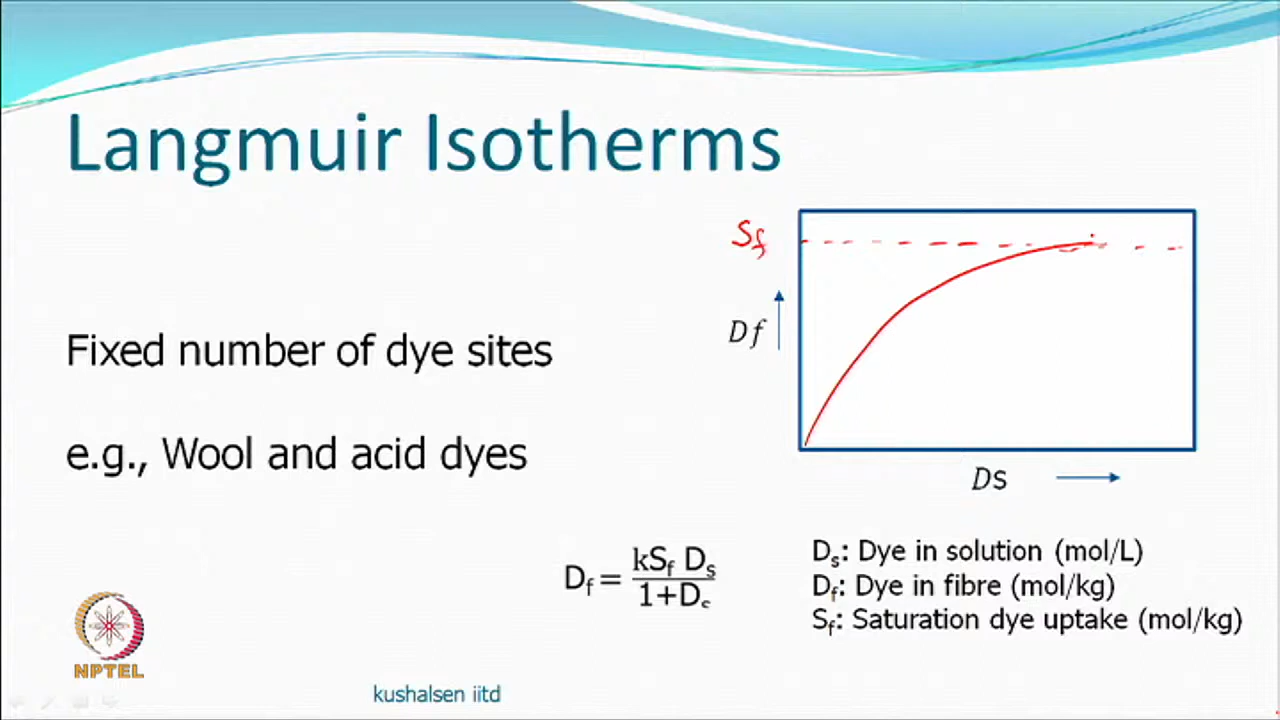 Langmuir Isotherms
Sf
Df
Fixed number of dye sites
e.g., Wool and acid dyes
Ds
Df = kSf Ds
1+Ds
Ds: Dye in solution (mol/L)
Df: Dye in fibre (mol/kg)
Sf: Saturation dye uptake (mol/kg)
NPTEL
kushalsen iitd